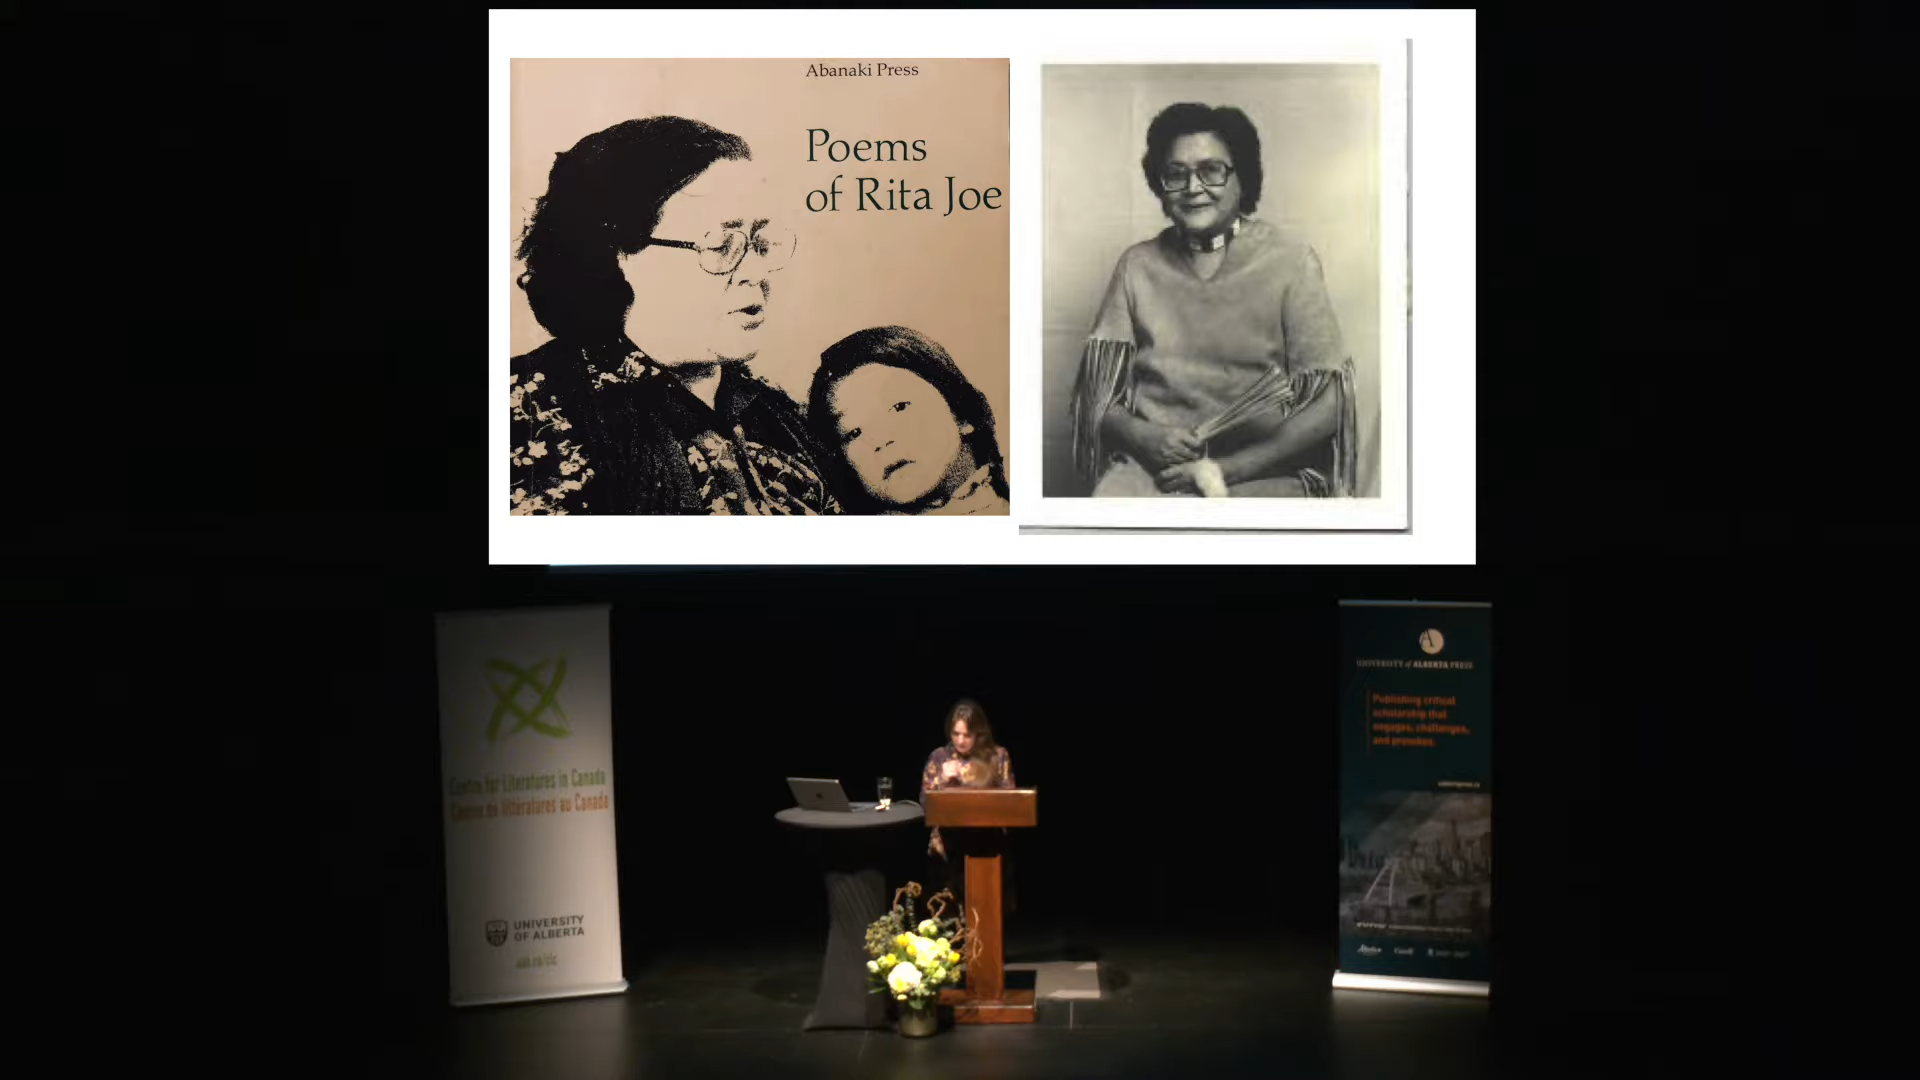 Abanaki Press
Poems
of Rita Joe
Centre for Literatures in Canada
Centre de littératures au Canada
UNIVERSITY
OF ALBERTA
UNIVERSITY of ALBERTA PRESS
Publishing critical
scholarship that
engages, challenges,
and provokes.